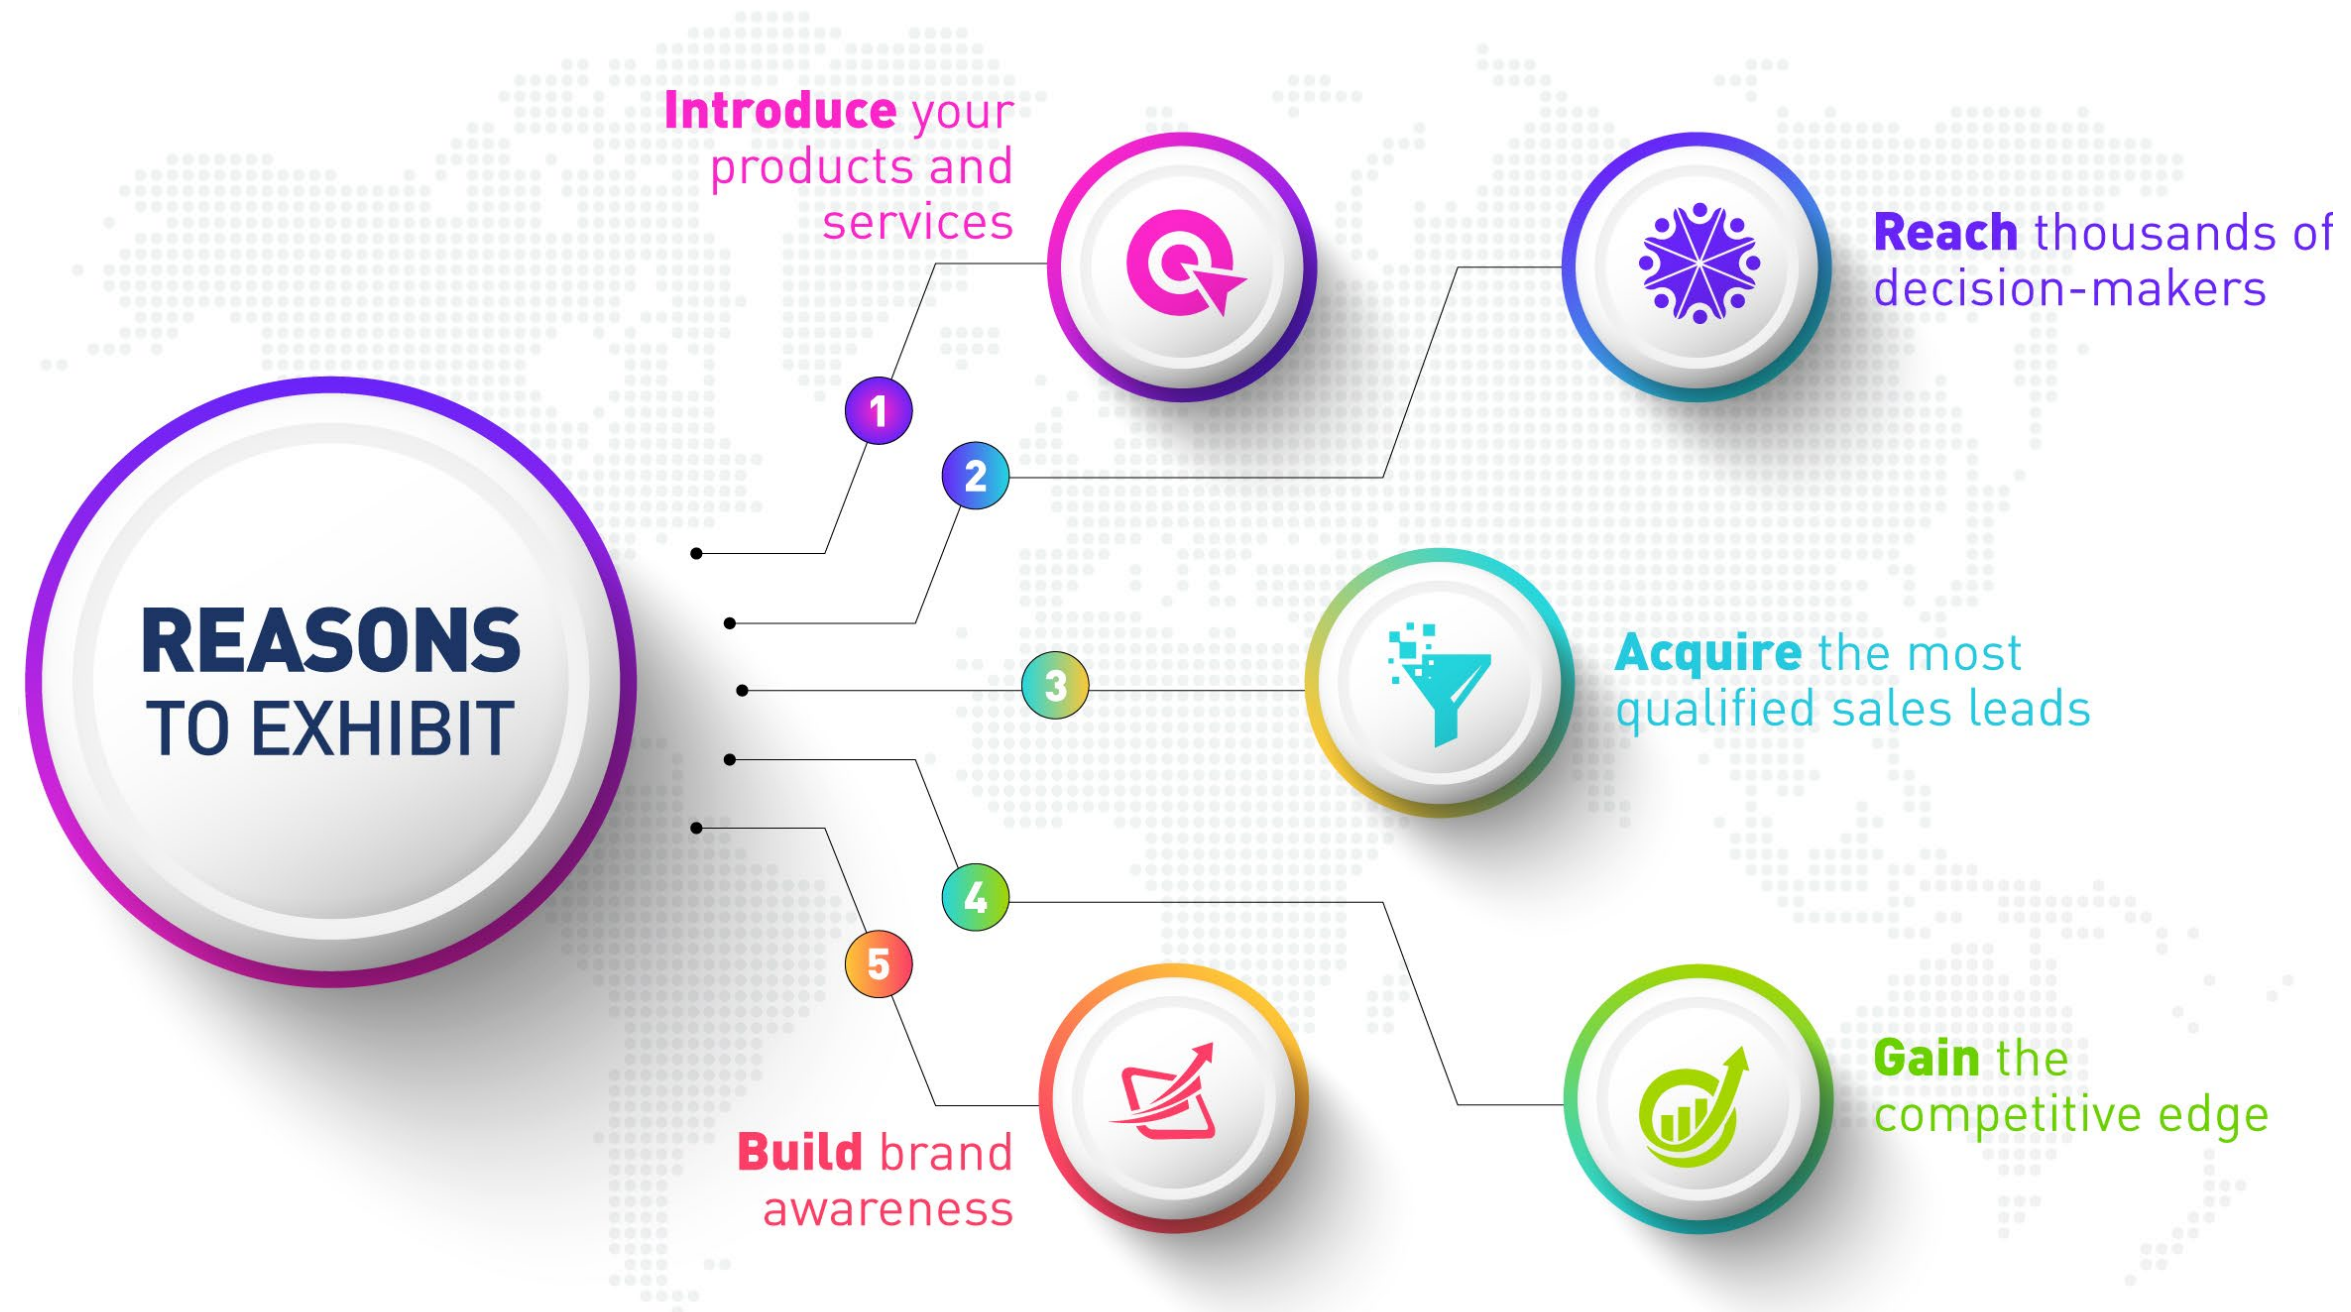 REASONS
TO EXHIBIT
1
Introduce your
products and
services
2
Reach thousands of
decision-makers
3
Acquire the most
qualified sales leads
4
Gain the
competitive edge
5
Build brand
awareness